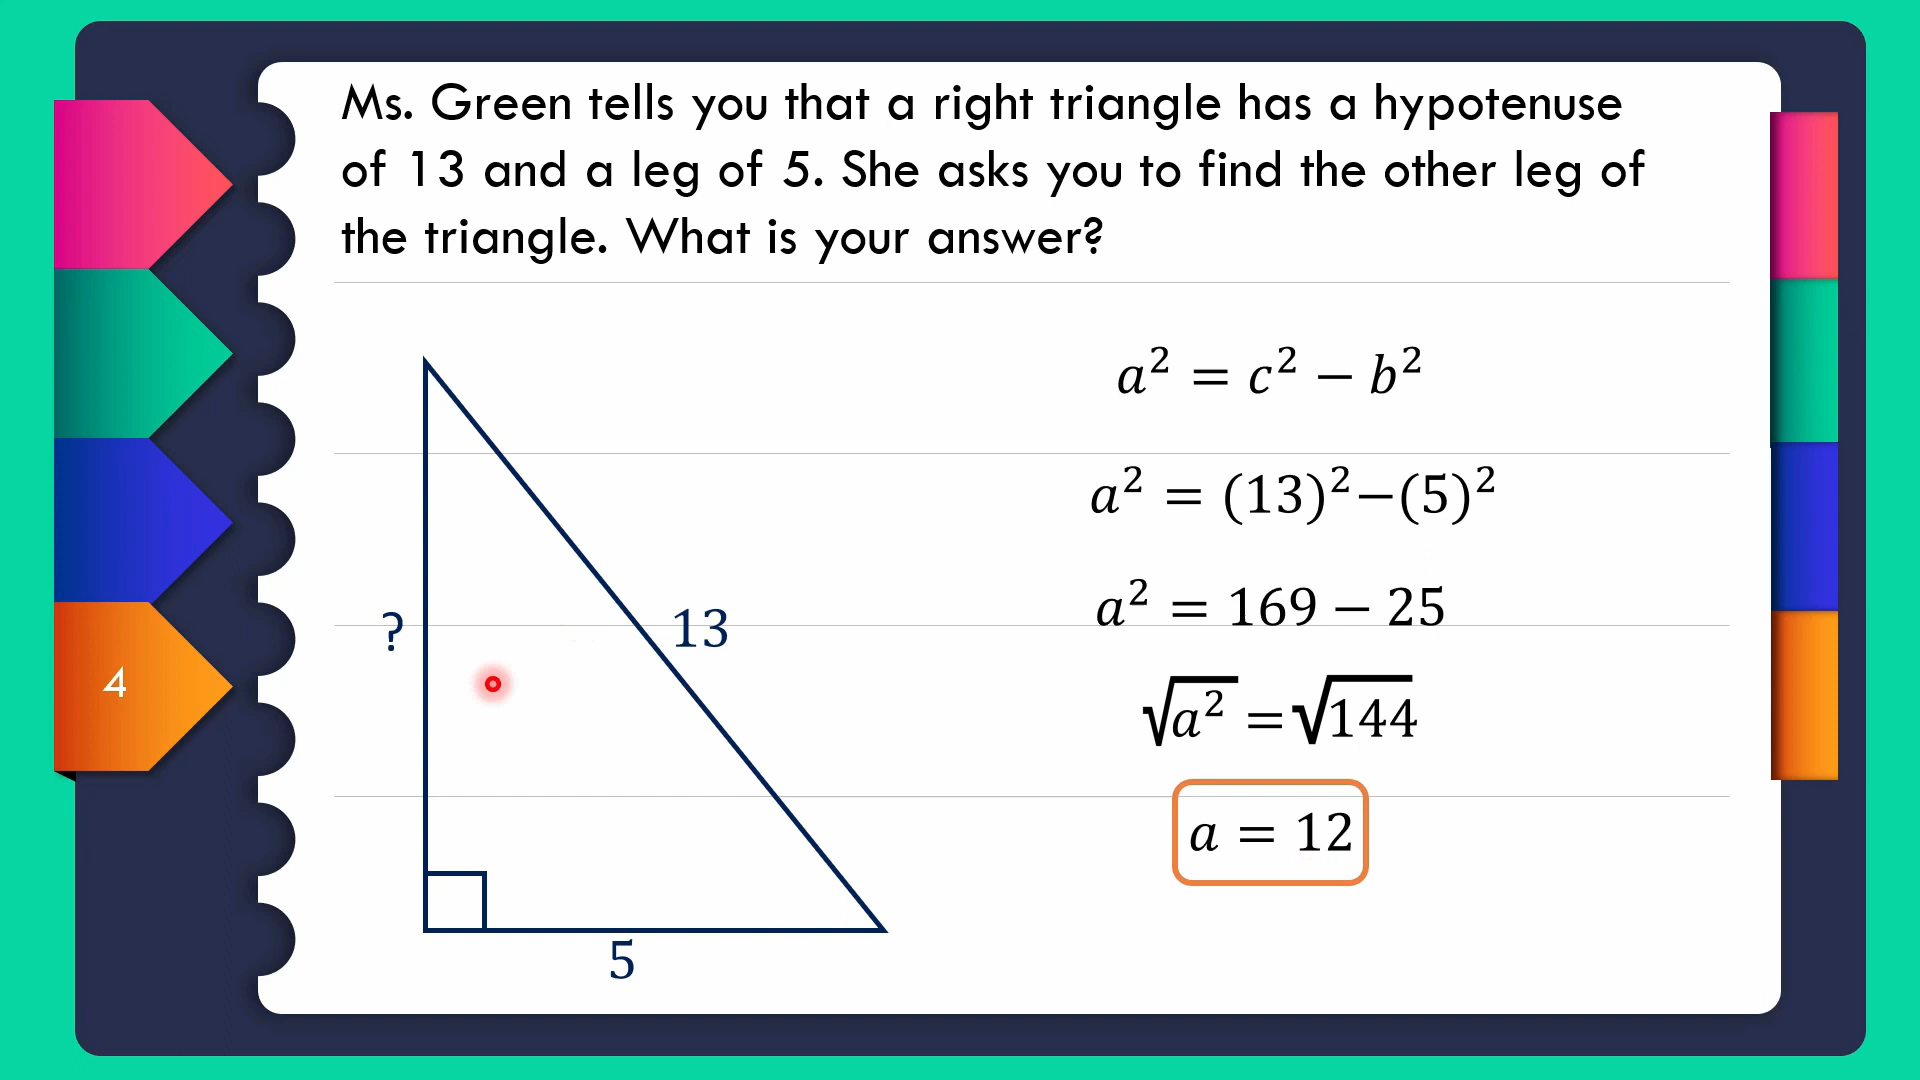 Ms. Green tells you that a right triangle has a hypotenuse
of 13 and a leg of 5. She asks you to find the other leg of
the triangle. What is your answer?
a² = c² − b²
a² = (13)²−(5)²
a² = 169 − 25
√a² = √144
a = 12
?
13
5
4